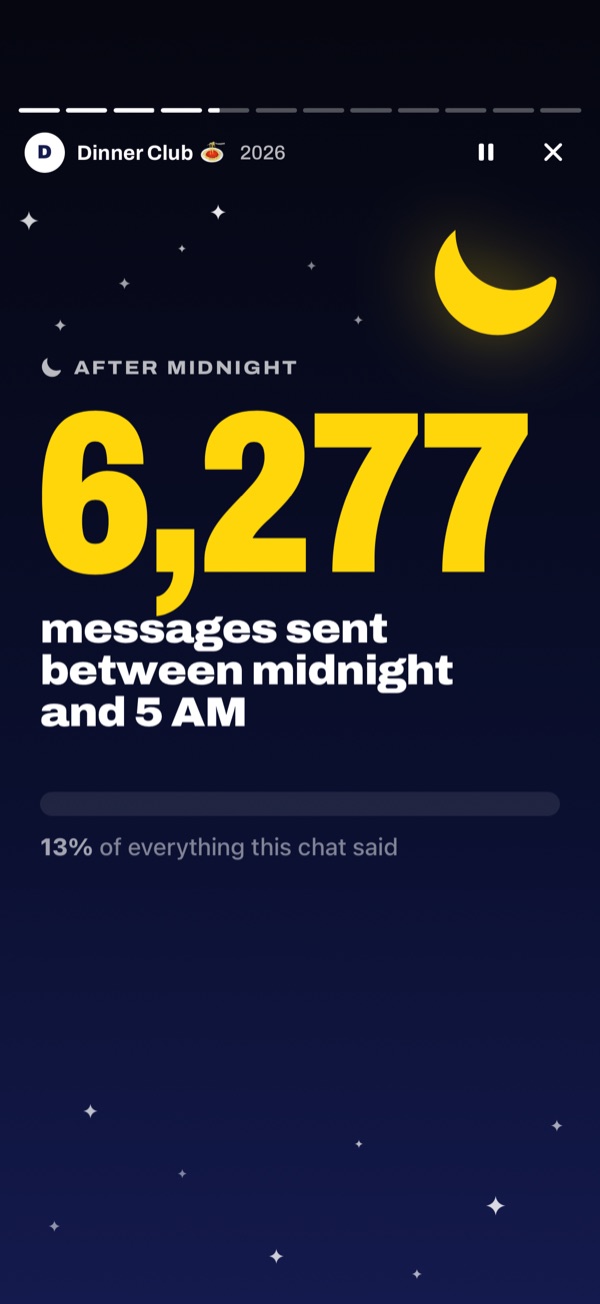 D Dinner Club 🍝 2026
AFTER MIDNIGHT
6,277
messages sent
between midnight
and 5 AM
13% of everything this chat said